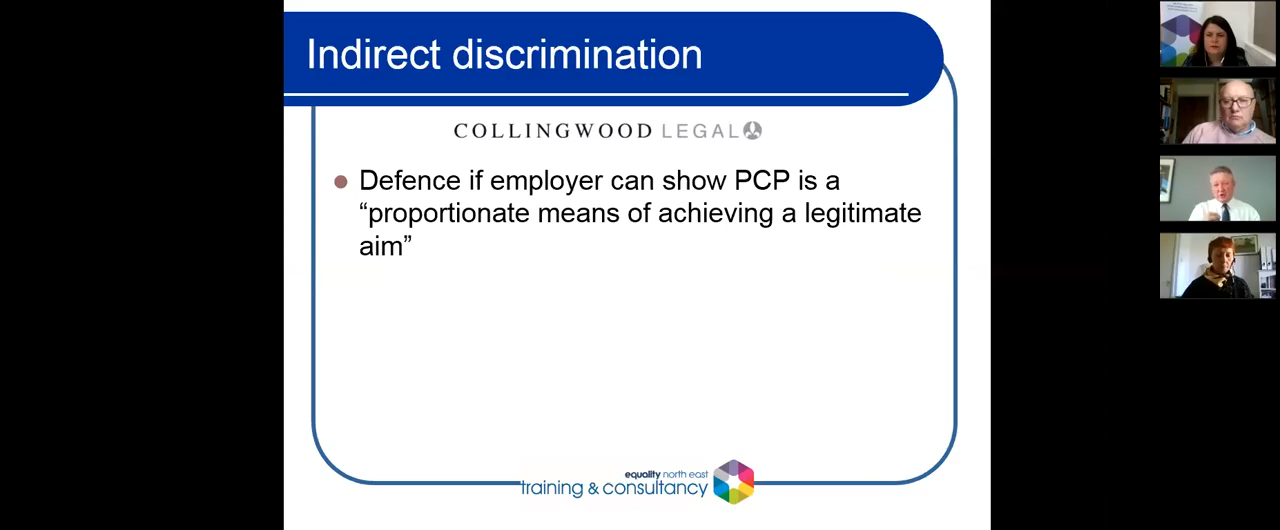 Indirect discrimination
COLLINGWOOD LEGAL
Defence if employer can show PCP is a
“proportionate means of achieving a legitimate
aim”
equality north east
training & consultancy